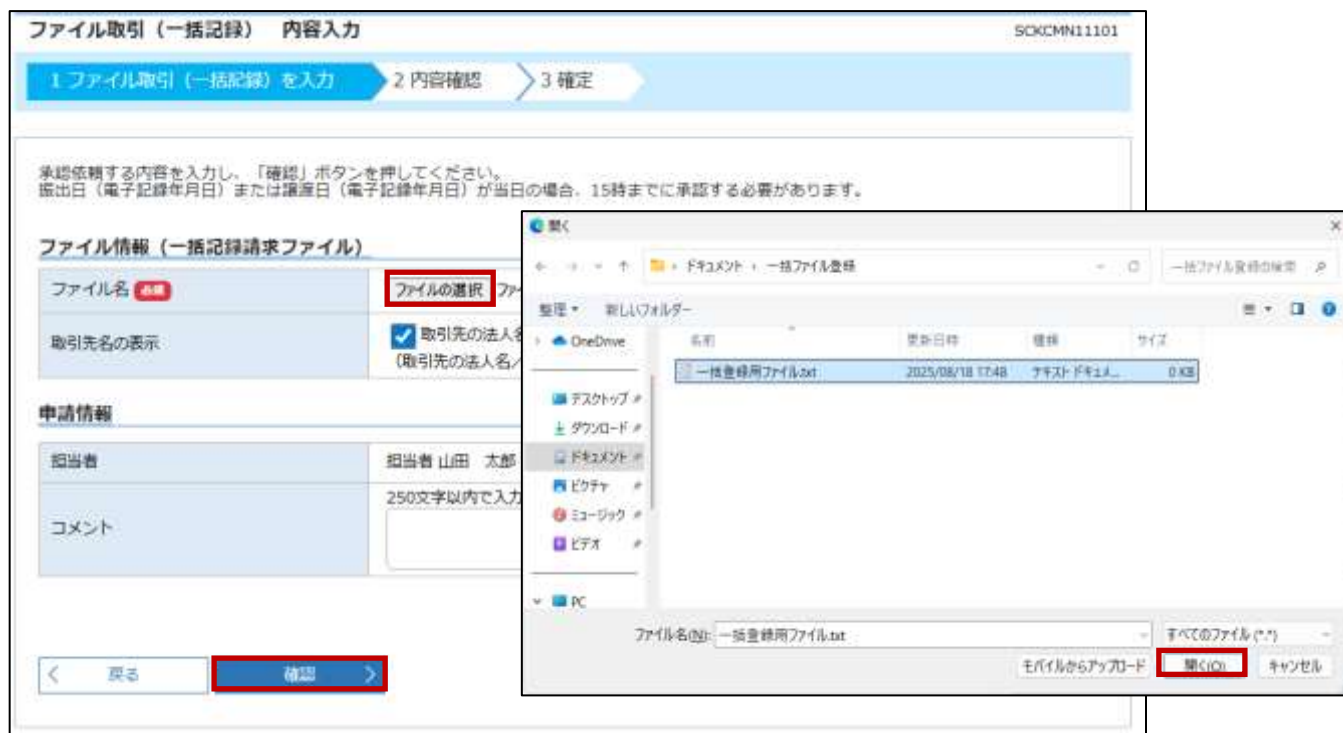 ファイル取引（一括記録） 内容入力
SCKCMN11101
1 ファイル取引（一括記録）を入力
2 内容確認
3 確定
承認依頼する内容を入力し、「確認」ボタンを押してください。
振出日（電子記録年月日）または譲渡日（電子記録年月日）が当日の場合、15時までに承認する必要があります。
ファイル情報（一括記録請求ファイル）
ファイル名 必須
ファイルの選択 ファイ
取引先名の表示
取引先の法人名
（取引先の法人名／
申請情報
担当者
担当者 山田 太郎
コメント
250文字以内で入力
戻る
確認
開く
ドキュメント › 一括ファイル登録
一括ファイル登録の検索
整理
新しいフォルダー
OneDrive
デスクトップ
ダウンロード
ドキュメント
ピクチャ
ミュージック
ビデオ
PC
名前
更新日時
種類
サイズ
一括登録用ファイル.txt
2025/08/18 17:48
テキスト ドキュメ...
0 KB
ファイル名(N):
一括登録用ファイル.txt
すべてのファイル (*.*)
モバイルからアップロード
開く(O)
キャンセル